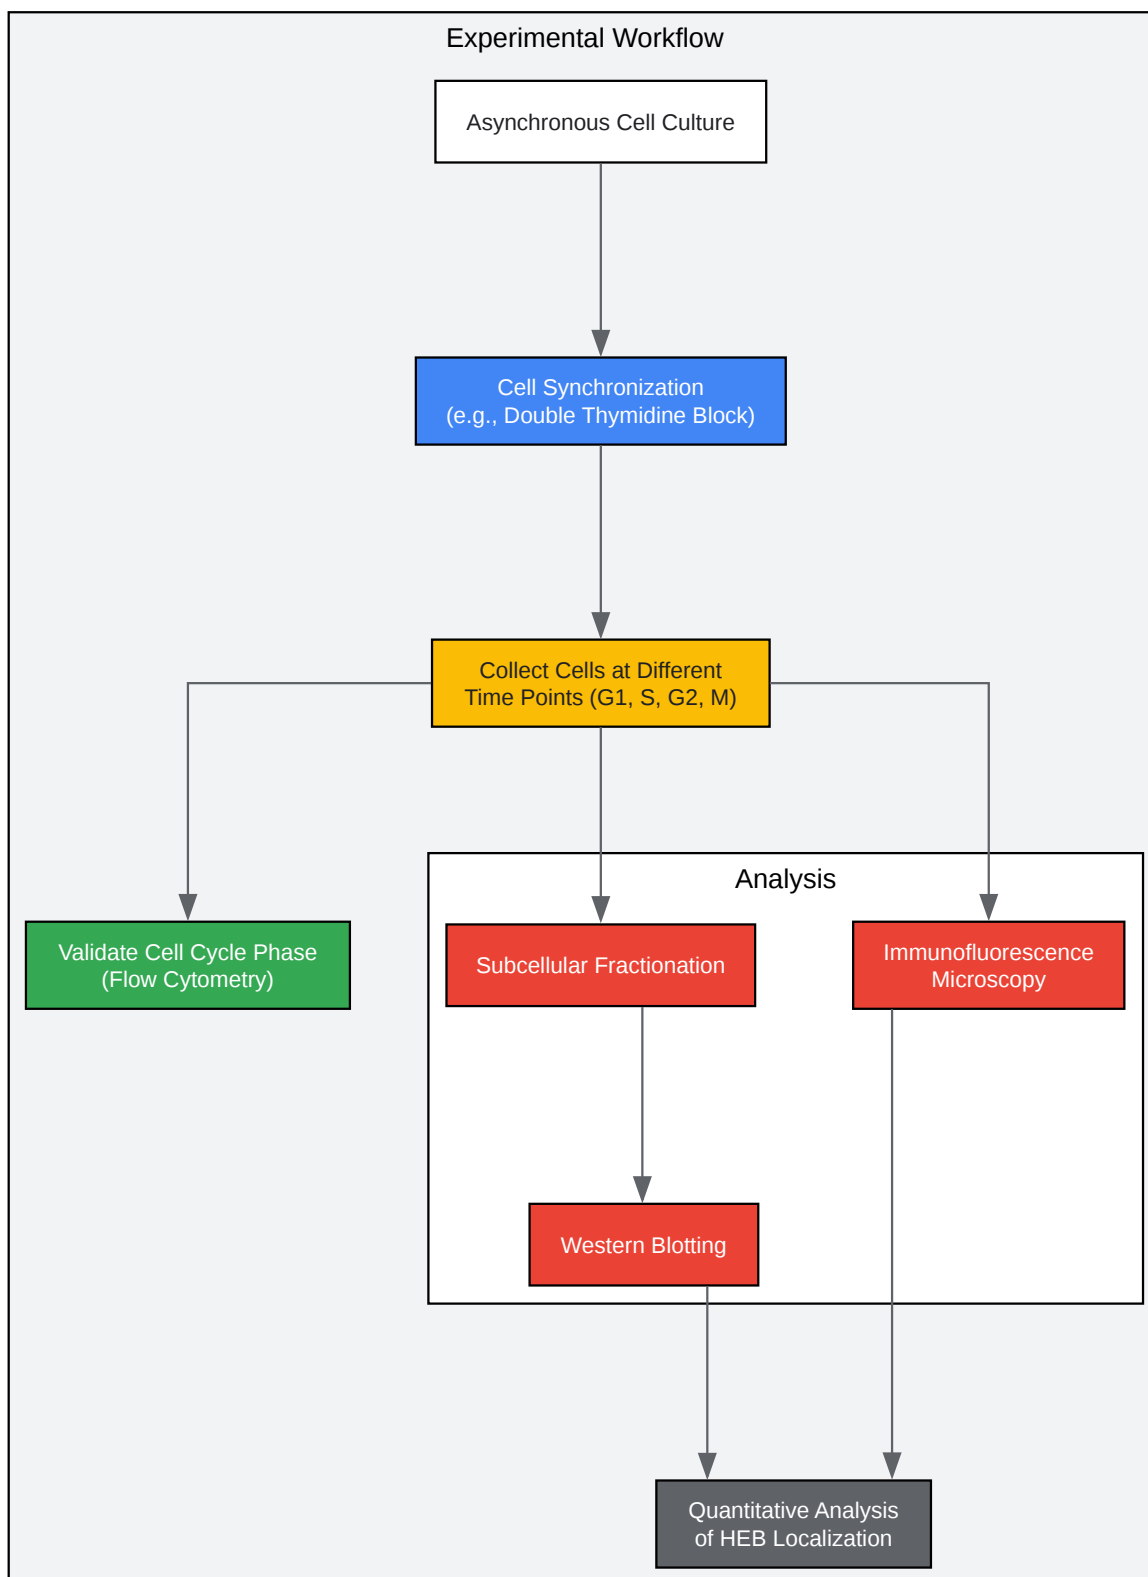 Experimental Workflow
Asynchronous Cell Culture
Cell Synchronization
(e.g., Double Thymidine Block)
Collect Cells at Different
Time Points (G1, S, G2, M)
Analysis
Validate Cell Cycle Phase
(Flow Cytometry)
Subcellular Fractionation
Immunofluorescence
Microscopy
Western Blotting
Quantitative Analysis
of HEB Localization